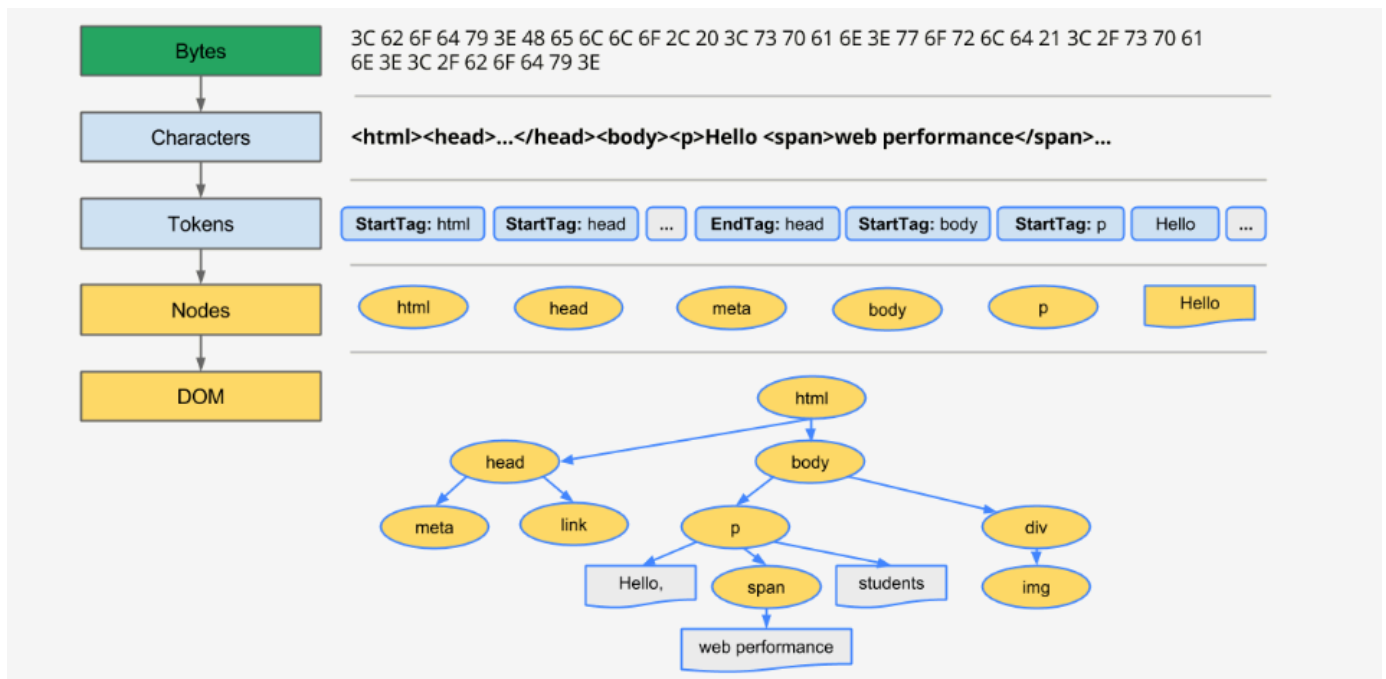 Bytes
3C 62 6F 64 79 3E 48 65 6C 6C 6F 2C 20 3C 73 70 61 6E 3E 77 6F 72 6C 64 21 3C 2F 73 70 61
6E 3E 3C 2F 62 6F 64 79 3E
Characters
<html><head>...</head><body><p>Hello <span>web performance</span>...
Tokens
StartTag: html
StartTag: head
...
EndTag: head
StartTag: body
StartTag: p
Hello
...
Nodes
html
head
meta
body
p
Hello
DOM
html
head
body
meta
link
p
div
Hello,
span
students
img
web performance